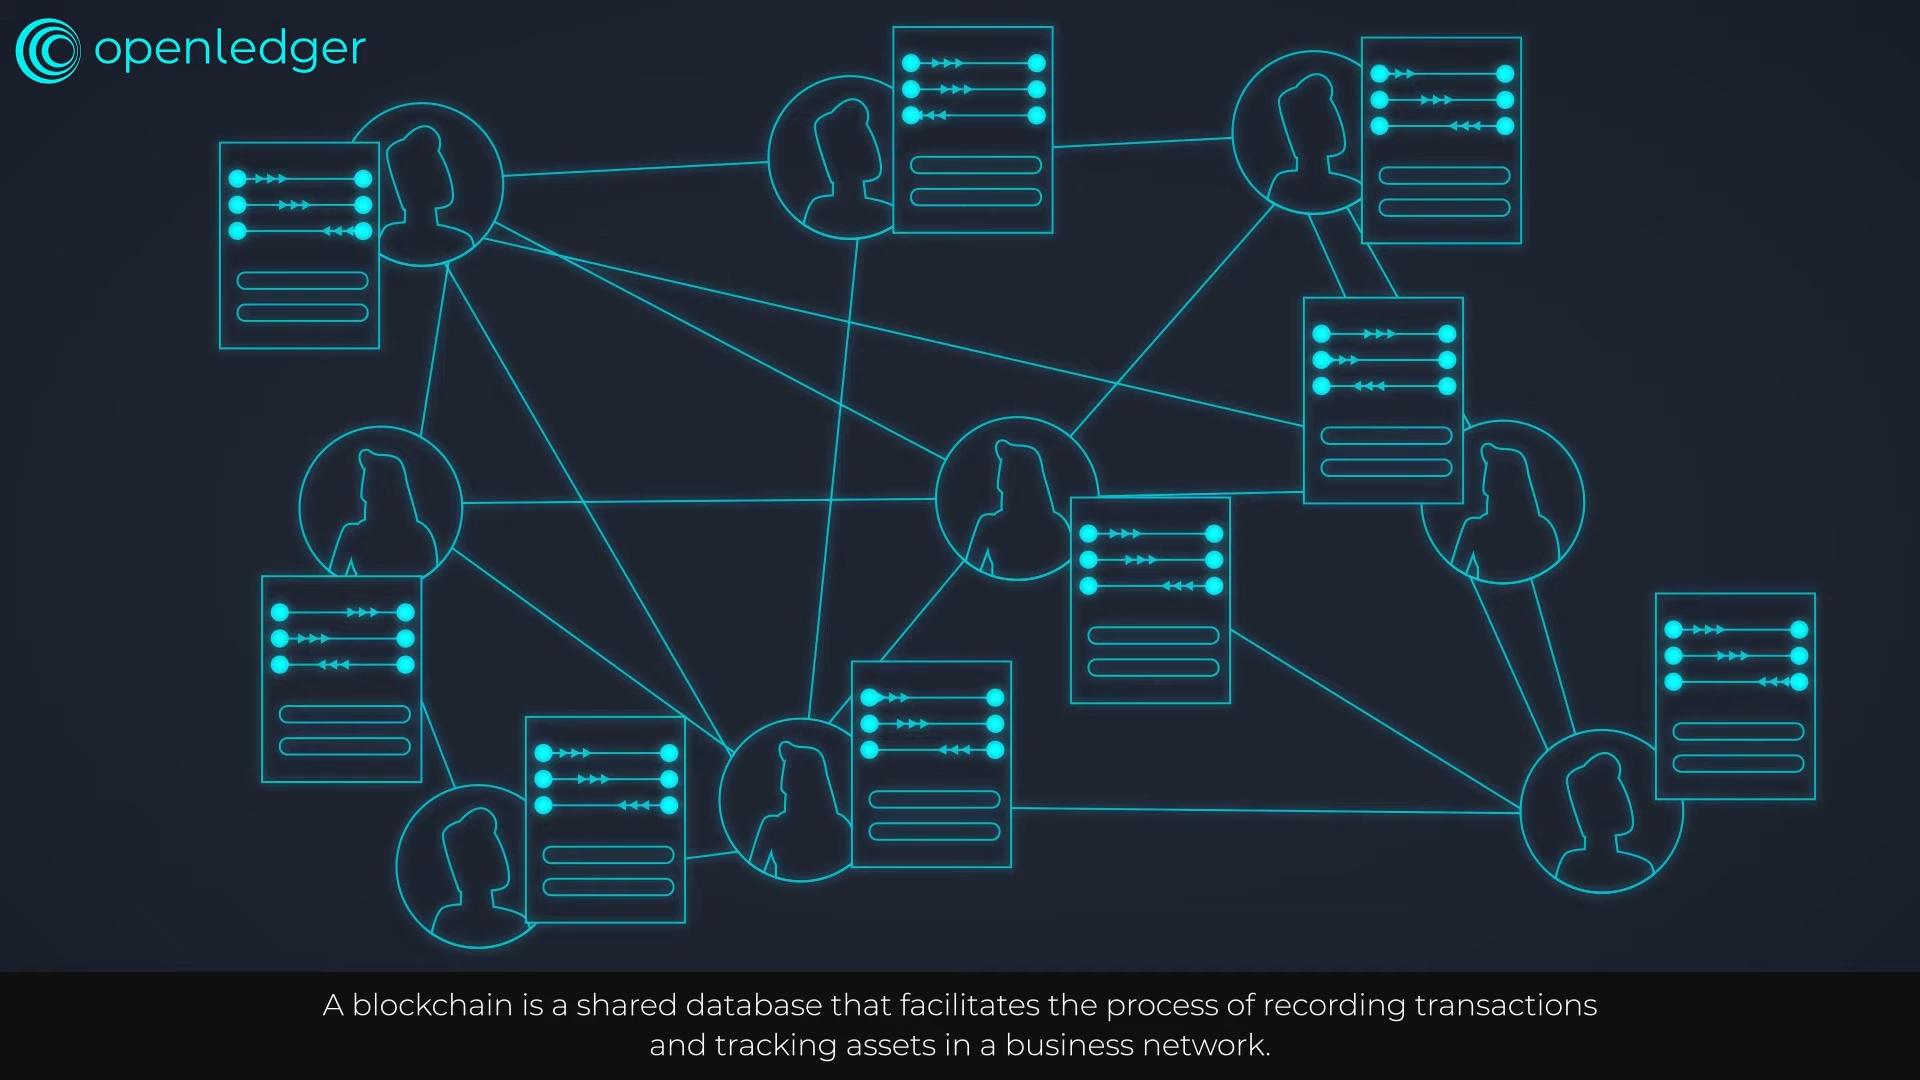 openledger
A blockchain is a shared database that facilitates the process of recording transactions
and tracking assets in a business network.